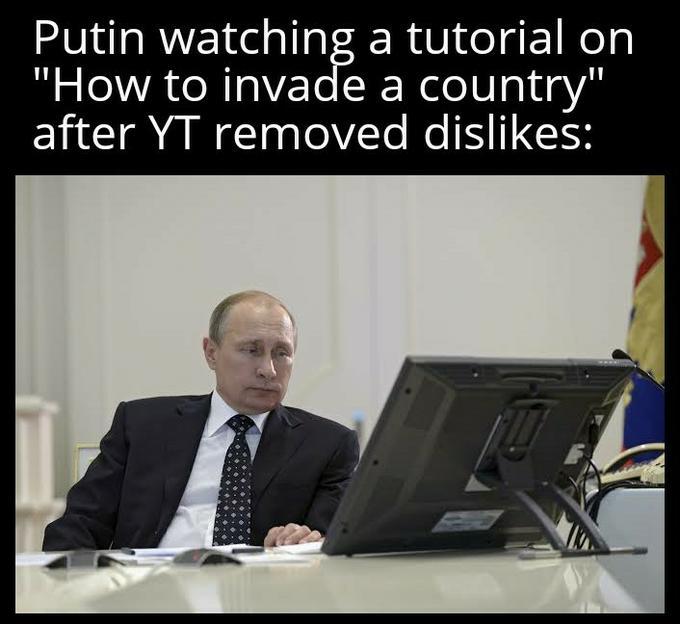 Putin watching a tutorial on
"How to invade a country"
after YT removed dislikes: